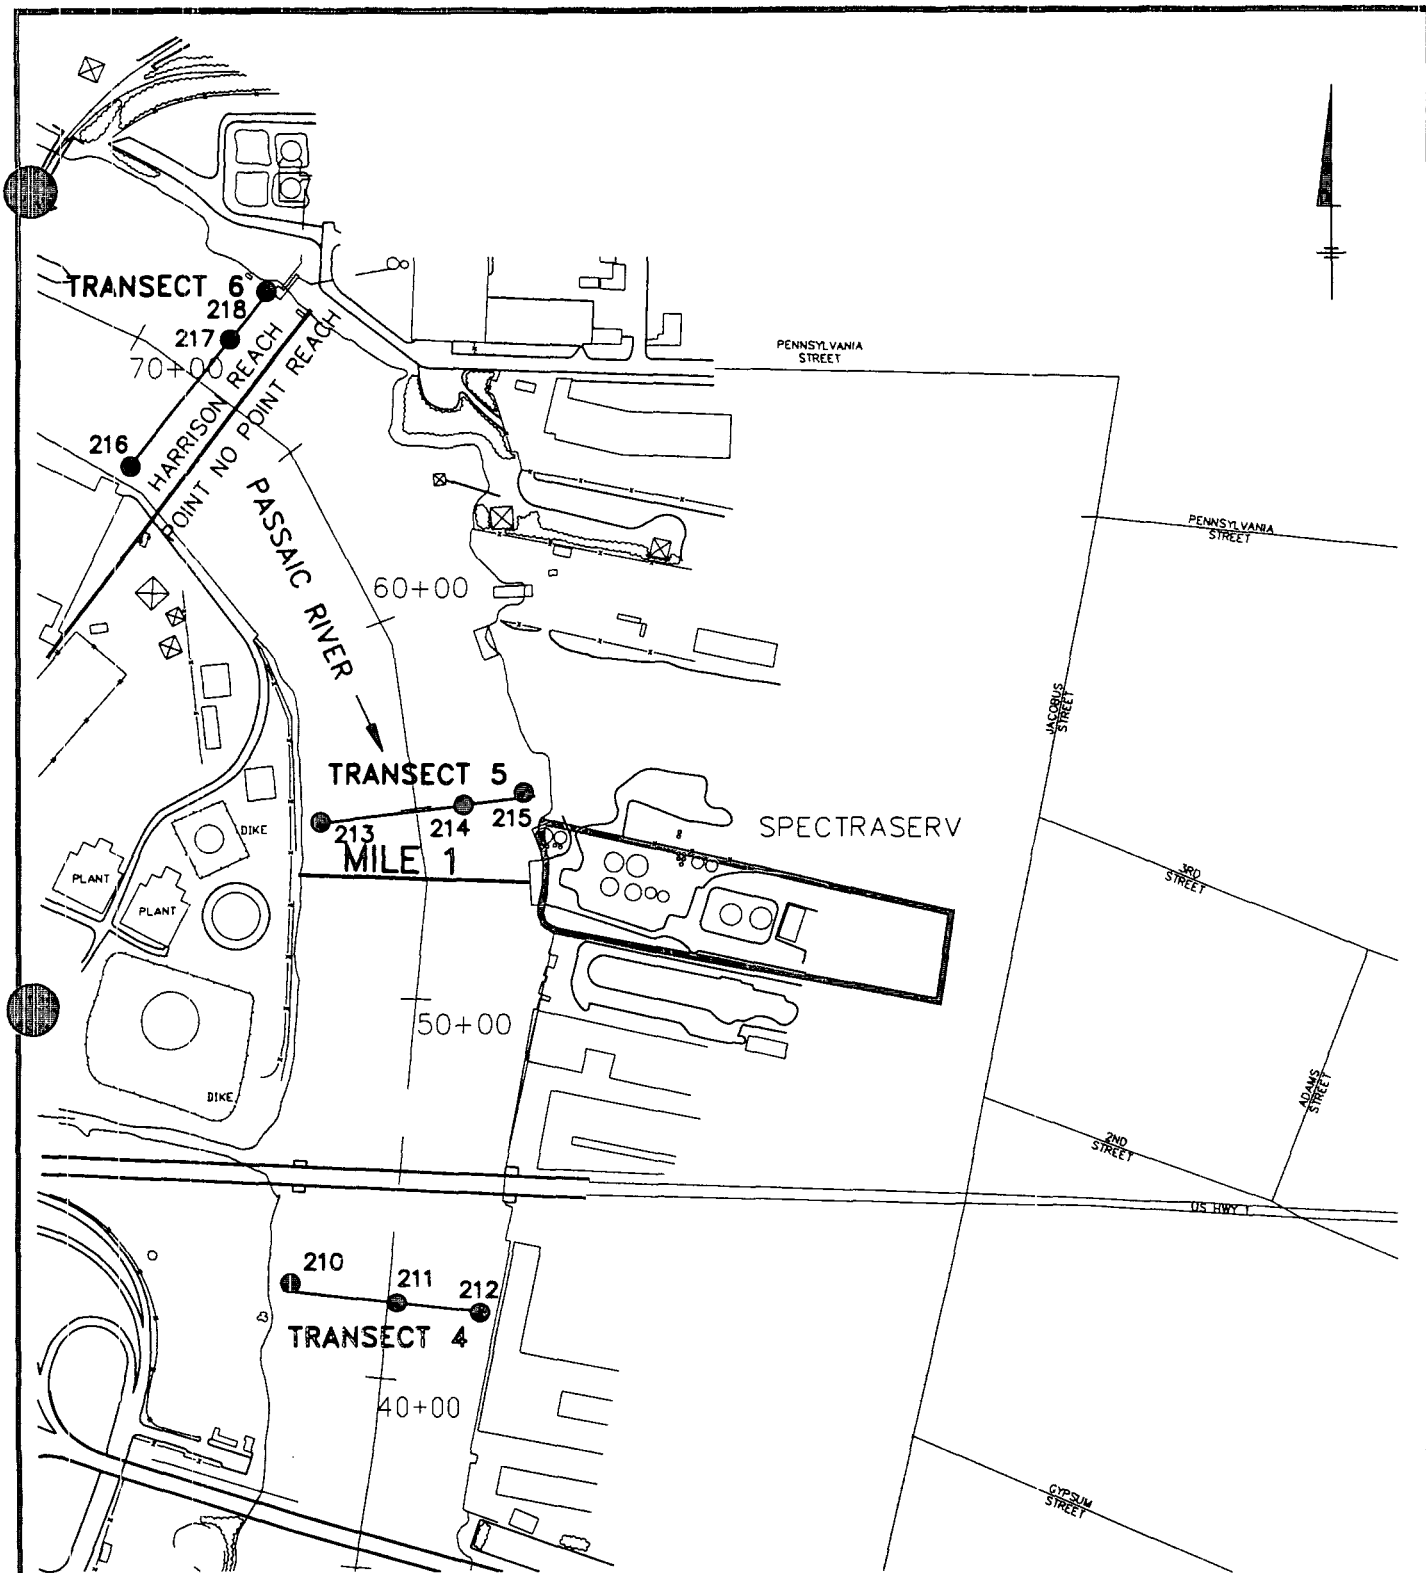 TRANSECT 6
218
217
70+00
216
HARRISON REACH
POINT NO POINT REACH
PENNSYLVANIA
STREET
PASSAIC RIVER
PENNSYLVANIA
STREET
60+00
JACOBUS
STREET
TRANSECT 5
213
214
215
MILE 1
SPECTRASERV
DIKE
PLANT
PLANT
3RD
STREET
50+00
DIKE
ADAMS
STREET
2ND
STREET
US HWY 1
210
211
212
TRANSECT 4
40+00
GYPSUM
STREET